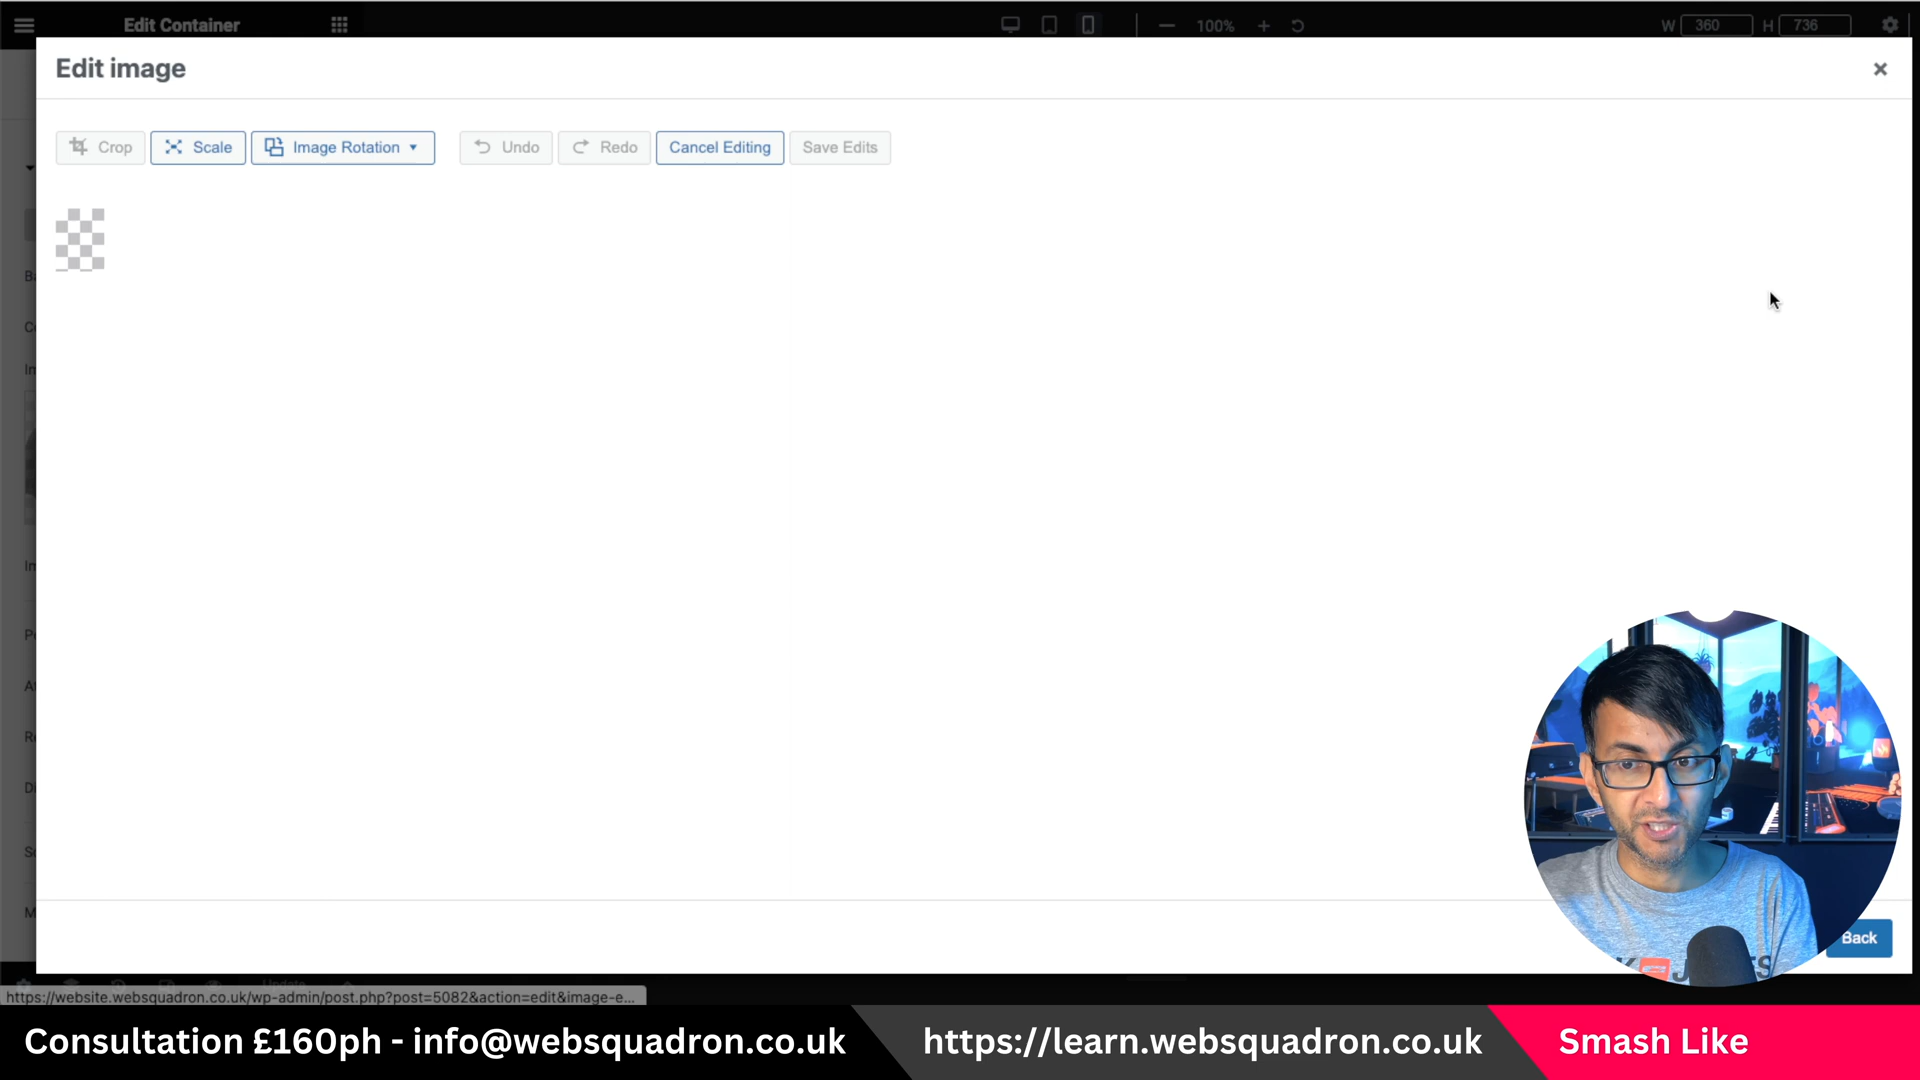 Edit Container
100%
W 360 H 736
Edit image
Crop Scale Image Rotation Undo Redo Cancel Editing Save Edits
Back
https://website.websquadron.co.uk/wp-admin/post.php?post=5082&action=edit&image-e...
Consultation £160ph - info@websquadron.co.uk
https://learn.websquadron.co.uk
Smash Like